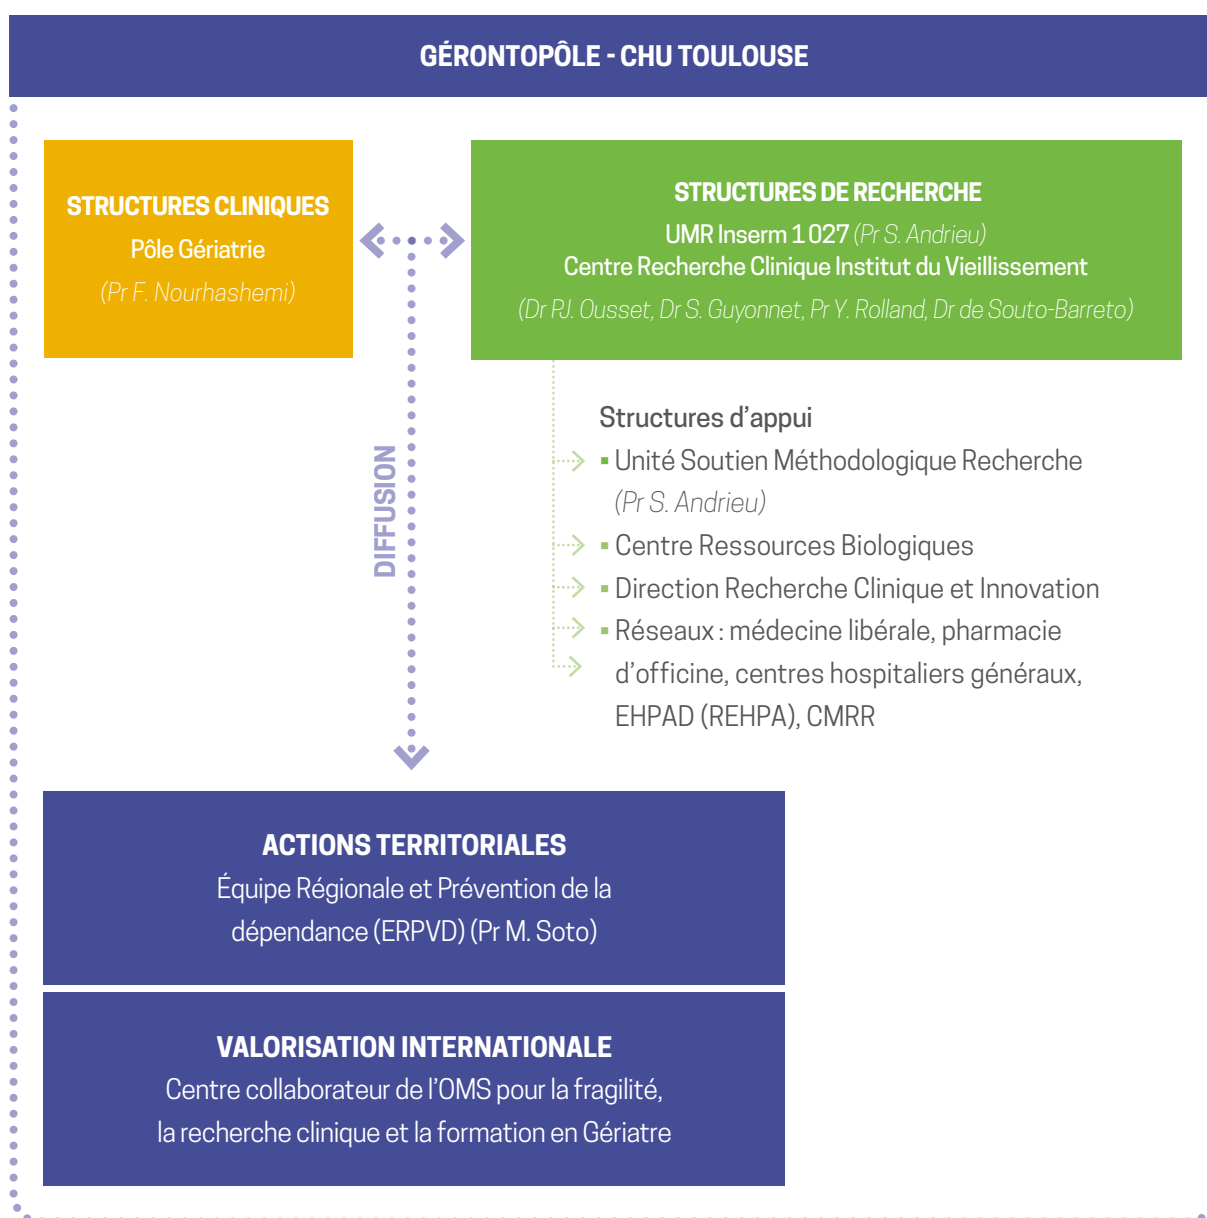 GÉRONTOPÔLE - CHU TOULOUSE
STRUCTURES CLINIQUES
Pôle Gériatrie
(Pr F. Nourhashemi)
STRUCTURES DE RECHERCHE
UMR Inserm 1 027 (Pr S. Andrieu)
Centre Recherche Clinique Institut du Vieillissement
(Dr PJ. Ousset, Dr S. Guyonnet, Pr Y. Rolland, Dr de Souto-Barreto)
DIFFUSION
Structures d’appui
▪ Unité Soutien Méthodologique Recherche
(Pr S. Andrieu)
▪ Centre Ressources Biologiques
▪ Direction Recherche Clinique et Innovation
▪ Réseaux : médecine libérale, pharmacie
d’officine, centres hospitaliers généraux,
EHPAD (REHPA), CMRR
ACTIONS TERRITORIALES
Équipe Régionale et Prévention de la
dépendance (ERPVD) (Pr M. Soto)
VALORISATION INTERNATIONALE
Centre collaborateur de l’OMS pour la fragilité,
la recherche clinique et la formation en Gériatre